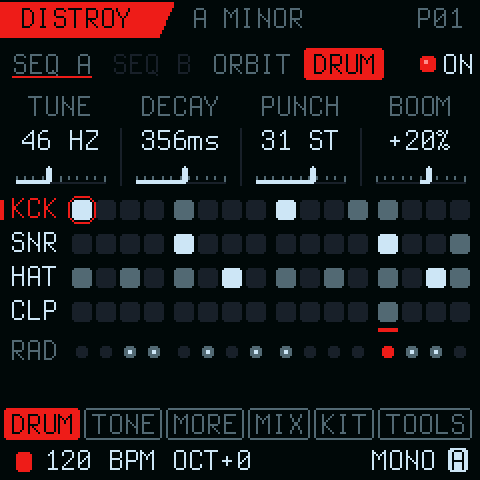 DISTROY A MINOR P01
SEQ A SEQ B ORBIT DRUM ON
TUNE DECAY PUNCH BOOM
46 HZ 356ms 31 ST +20%
KCK
SNR
HAT
CLP
RAD
DRUM TONE MORE MIX KIT TOOLS
120 BPM OCT+0 MONO A